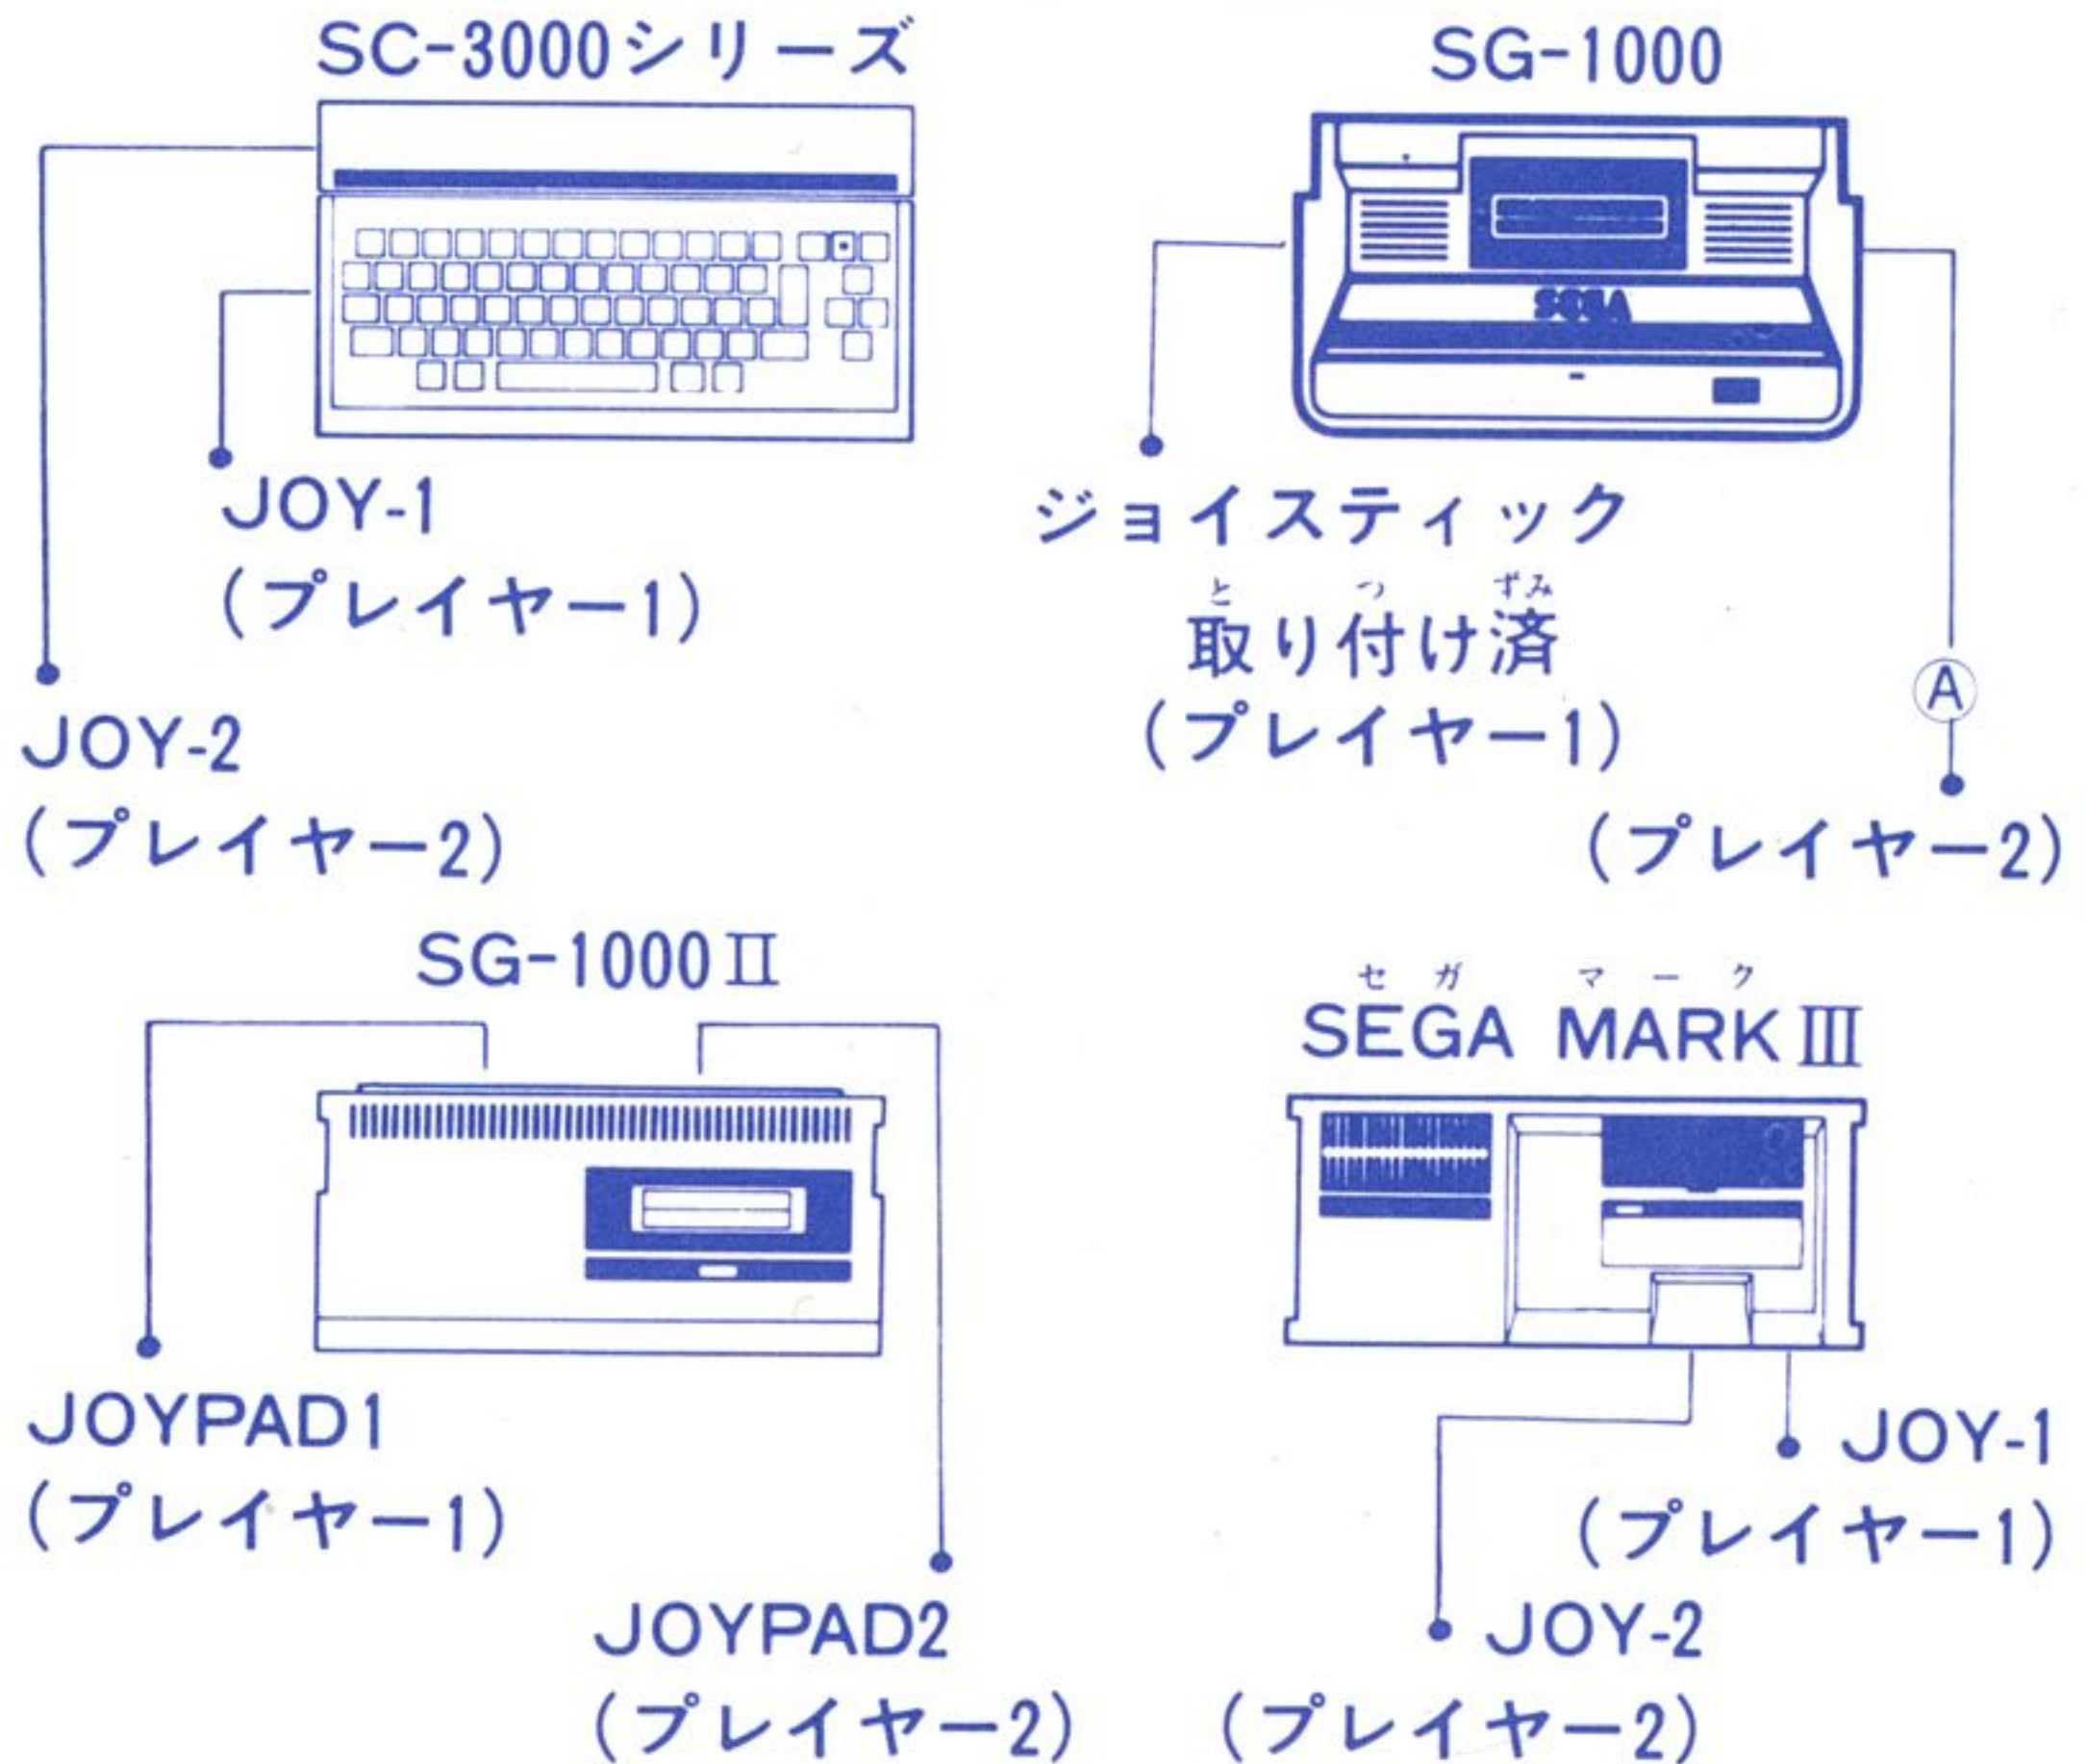 SC-3000シリーズ
JOY-1
(プレイヤー1)
JOY-2
(プレイヤー2)
SG-1000
SEGA
ジョイスティック
と つ ずみ
取り付け済
(プレイヤー1)
Ⓐ
(プレイヤー2)
SG-1000Ⅱ
JOYPAD1
(プレイヤー1)
JOYPAD2
(プレイヤー2)
セガ マーク
SEGA MARKⅢ
JOY-1
(プレイヤー1)
JOY-2
(プレイヤー2)